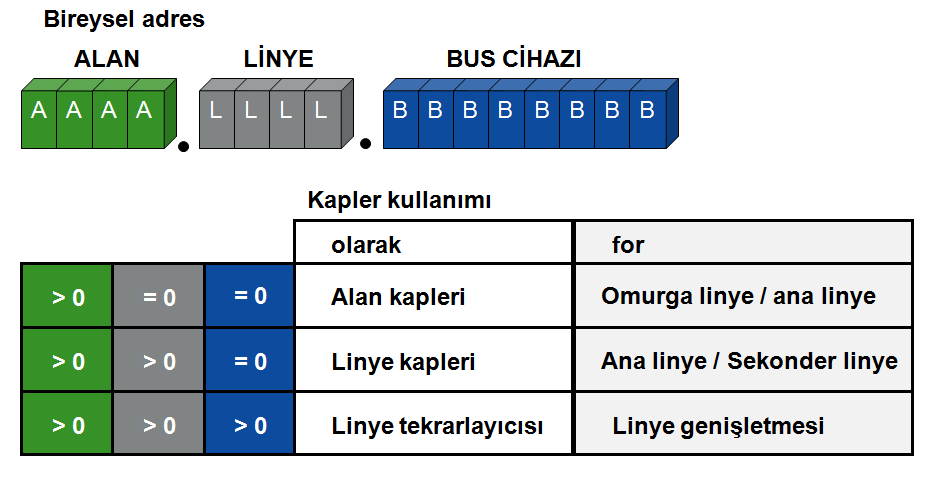 Bireysel adres
ALAN LİNYE BUS CİHAZI
A A A A . L L L L . B B B B B B B B
Kapler kullanımı
olarak for
> 0 = 0 = 0 Alan kapleri Omurga linye / ana linye
> 0 > 0 = 0 Linye kapleri Ana linye / Sekonder linye
> 0 > 0 > 0 Linye tekrarlayıcısı Linye genişletmesi